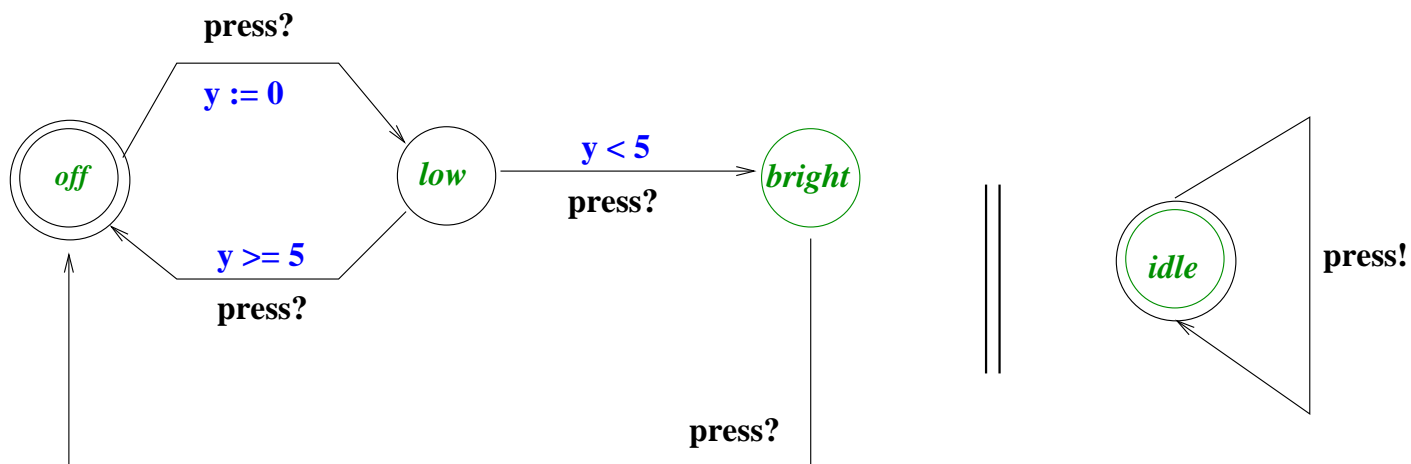 press?
y := 0
off
low
y < 5
press?
bright
y >= 5
press?
press?
idle
press!